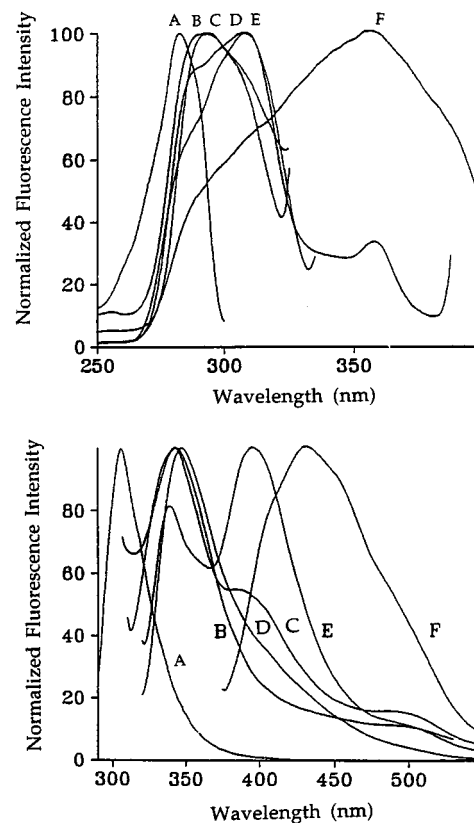 A B C D E F
Normalized Fluorescence Intensity
100
80
60
40
20
0
250 300 350
Wavelength (nm)
Normalized Fluorescence Intensity
80
60
40
20
0
A B D C E F
300 350 400 450 500
Wavelength (nm)